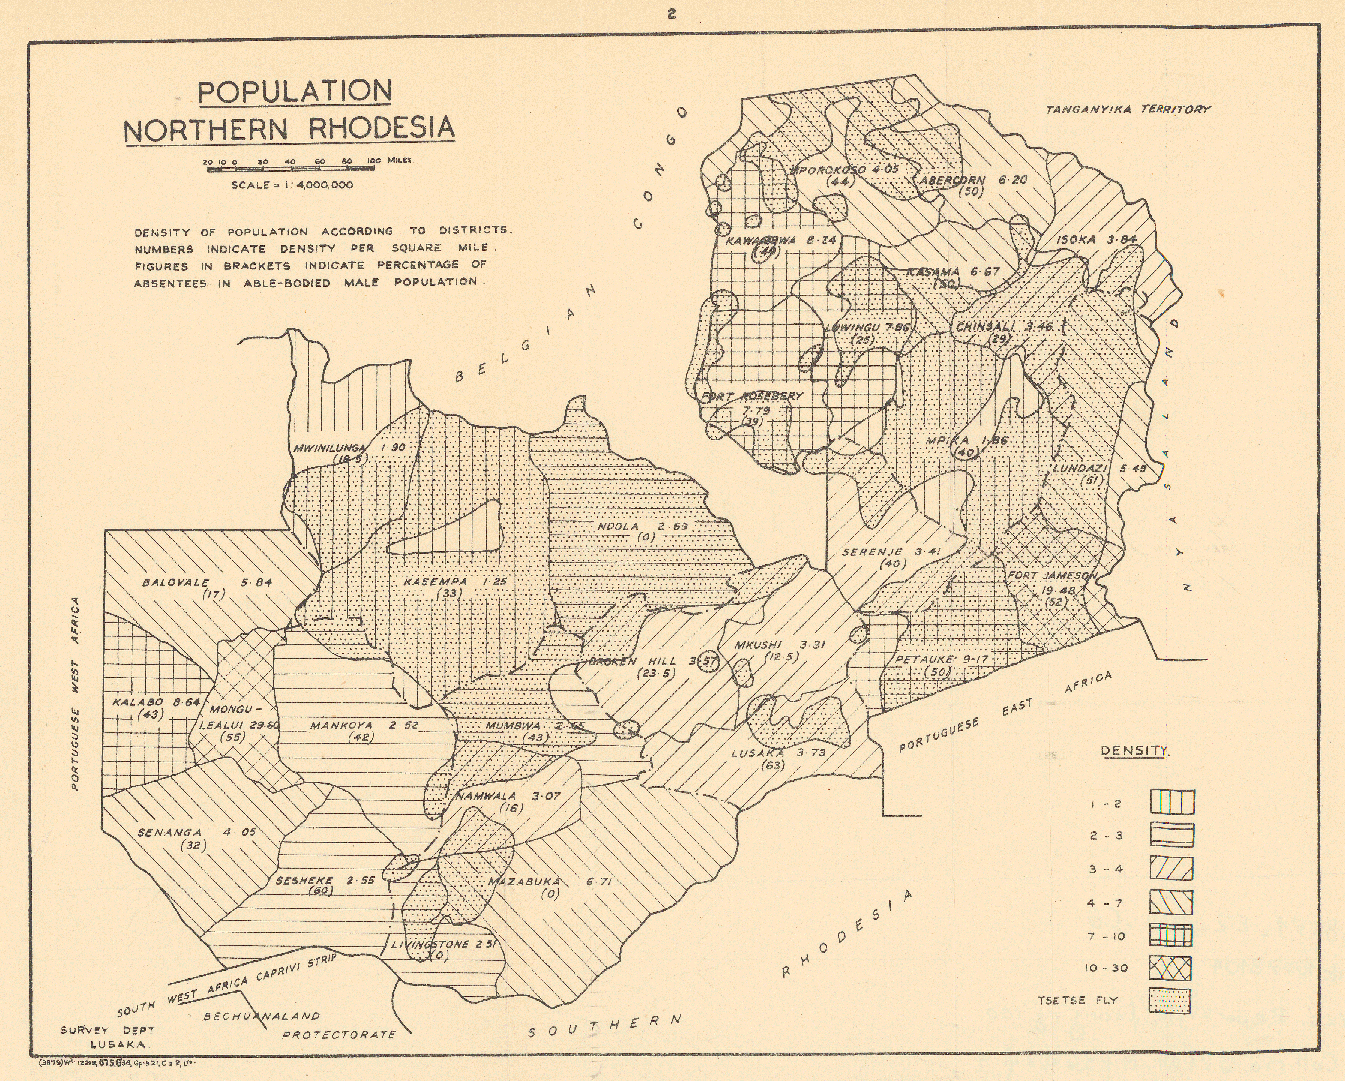 2
POPULATION
NORTHERN RHODESIA
20 10 0 20 40 60 80 100 MILES
SCALE = 1:4,000,000
DENSITY OF POPULATION ACCORDING TO DISTRICTS.
NUMBERS INDICATE DENSITY PER SQUARE MILE.
FIGURES IN BRACKETS INDICATE PERCENTAGE OF
ABSENTEES IN ABLE-BODIED MALE POPULATION.
BELGIAN CONGO
TANGANYIKA TERRITORY
MPOROKOSO 4·05
(44)
ABERCORN 6·20
(50)
KAWAMBWA 8·24
ISOKA 3·84
KASAMA 6·67
(50)
LUWINGU 7·86
(25)
CHINSALI 3·46
(29)
NYASALAND
FORT ROSEBERY
7·79
(39)
MPIKA 1·86
(40)
LUNDAZI 5·49
(51)
MWINILUNGA 1·90
(18·5)
NDOLA 2·69
(0)
SERENJE 3·41
(40)
BALOVALE 5·84
(17)
KASEMPA 1·25
(33)
FORT JAMESON
19·48
(52)
PORTUGUESE WEST AFRICA
BROKEN HILL 3·57
(23·5)
MKUSHI 3·31
(12·5)
PETAUKE 9·17
(50)
KALABO 8·64
(43)
MONGU-
LEALUI 29·60
(55)
MANKOYA 2·52
(42)
MUMBWA
(43)
LUSAKA 3·73
(63)
PORTUGUESE EAST AFRICA
NAMWALA 3·07
(16)
SENANGA 4·05
(32)
SESHEKE 2·55
(60)
MAZABUKA 6·71
(0)
LIVINGSTONE 2·51
(0)
SOUTH WEST AFRICA CAPRIVI STRIP
BECHUANALAND
PROTECTORATE
SOUTHERN RHODESIA
DENSITY.
1 - 2
2 - 3
3 - 4
4 - 7
7 - 10
10 - 30
TSETSE FLY
SURVEY DEPT
LUSAKA.